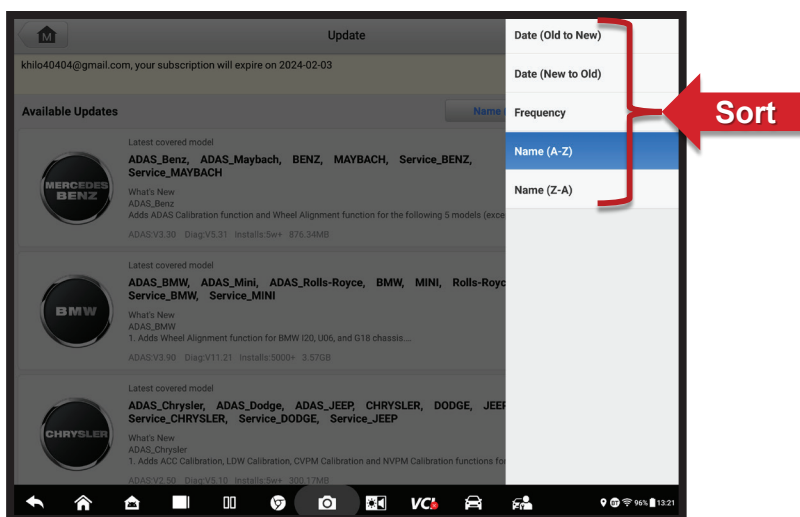 M
Update
khilo40404@gmail.com, your subscription will expire on 2024-02-03
Available Updates
Name
Latest covered model
ADAS_Benz, ADAS_Maybach, BENZ, MAYBACH, Service_BENZ,
Service_MAYBACH
What's New
ADAS_Benz
Adds ADAS Calibration function and Wheel Alignment function for the following 5 models (exce
ADAS:V3.30 Diag:V5.31 Installs:5w+ 876.34MB
MERCEDES
BENZ
Latest covered model
ADAS_BMW, ADAS_Mini, ADAS_Rolls-Royce, BMW, MINI, Rolls-Royc
Service_BMW, Service_MINI
What's New
ADAS_BMW
1. Adds Wheel Alignment function for BMW I20, U06, and G18 chassis....
ADAS:V3.90 Diag:V11.21 Installs:5000+ 3.57GB
BMW
Latest covered model
ADAS_Chrysler, ADAS_Dodge, ADAS_JEEP, CHRYSLER, DODGE, JEEP
Service_CHRYSLER, Service_DODGE, Service_JEEP
What's New
ADAS_Chrysler
1. Adds ACC Calibration, LDW Calibration, CVPM Calibration and NVPM Calibration functions for
ADAS:V2.50 Diag:V5.10 Installs:5w+ 300.17MB
CHRYSLER
Date (Old to New)
Date (New to Old)
Frequency
Name (A-Z)
Name (Z-A)
Sort
VCI
96% 13:21